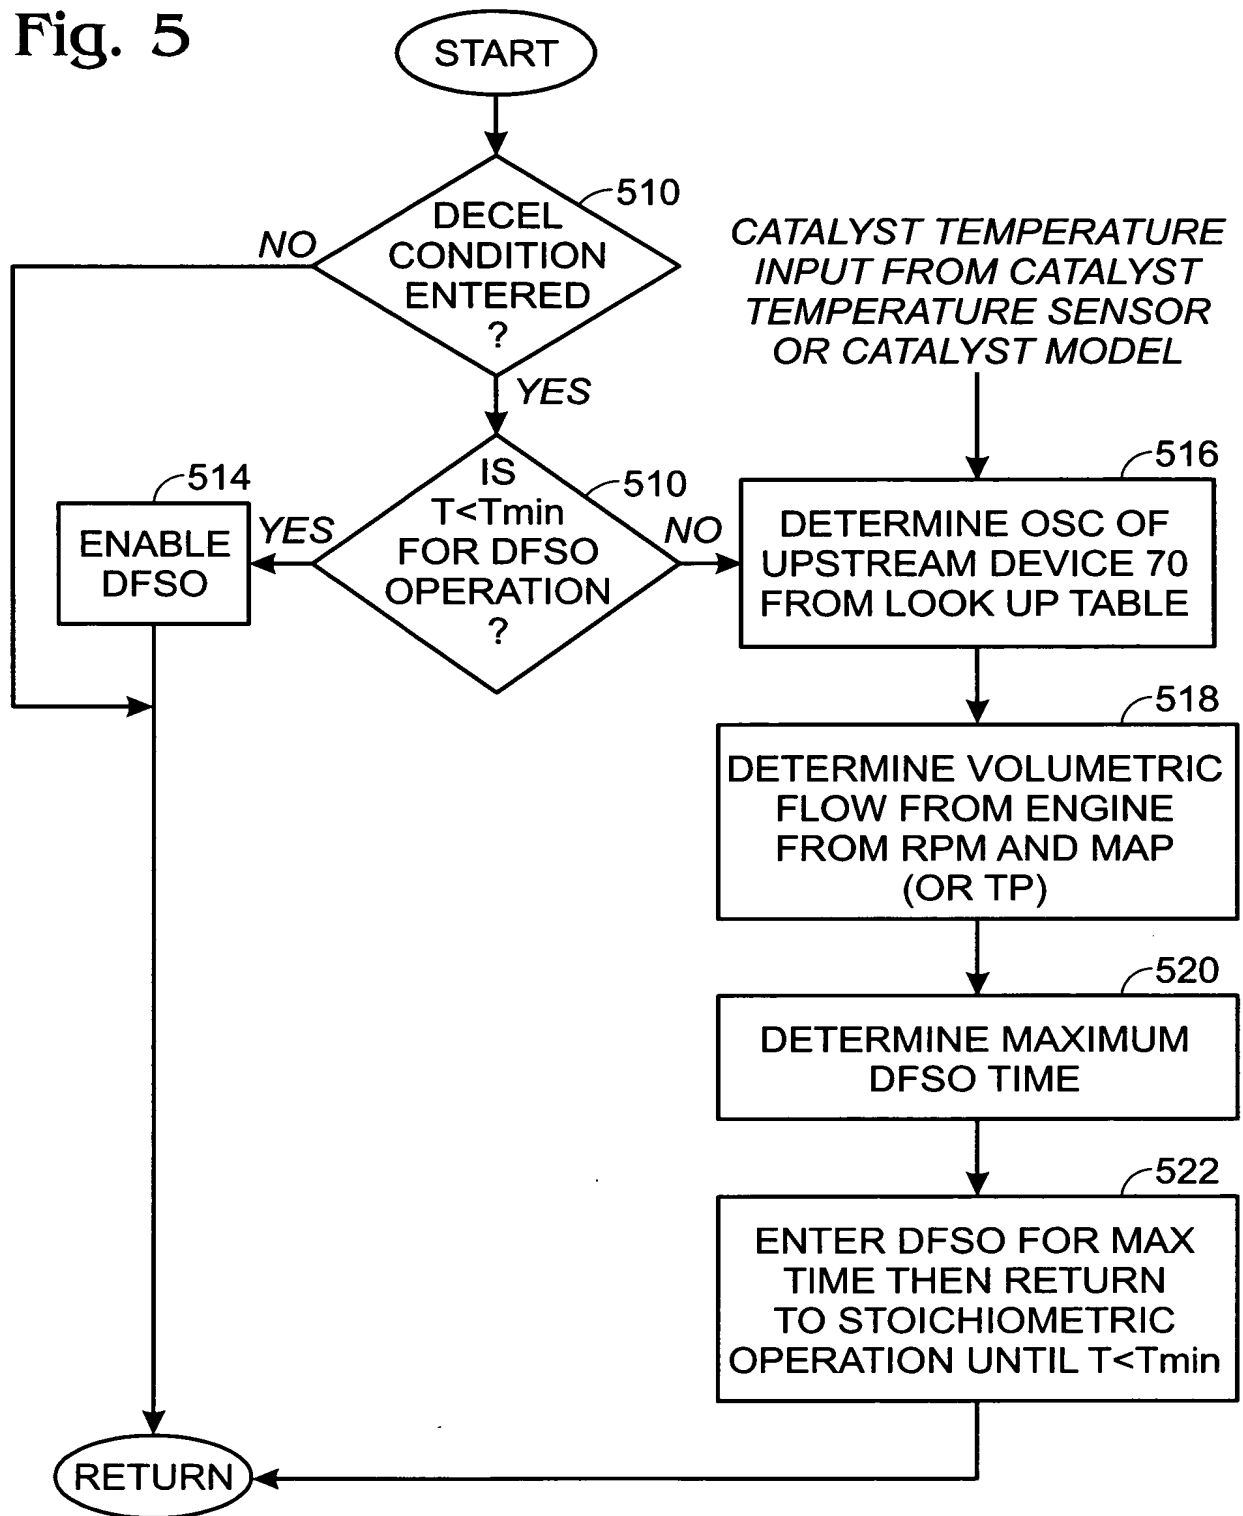 Fig. 5
START
510
DECEL
CONDITION
ENTERED
?
NO
YES
CATALYST TEMPERATURE
INPUT FROM CATALYST
TEMPERATURE SENSOR
OR CATALYST MODEL
510
IS
T<Tmin
FOR DFSO
OPERATION
?
YES
NO
514
ENABLE
DFSO
516
DETERMINE OSC OF
UPSTREAM DEVICE 70
FROM LOOK UP TABLE
518
DETERMINE VOLUMETRIC
FLOW FROM ENGINE
FROM RPM AND MAP
(OR TP)
520
DETERMINE MAXIMUM
DFSO TIME
522
ENTER DFSO FOR MAX
TIME THEN RETURN
TO STOICHIOMETRIC
OPERATION UNTIL T<Tmin
RETURN